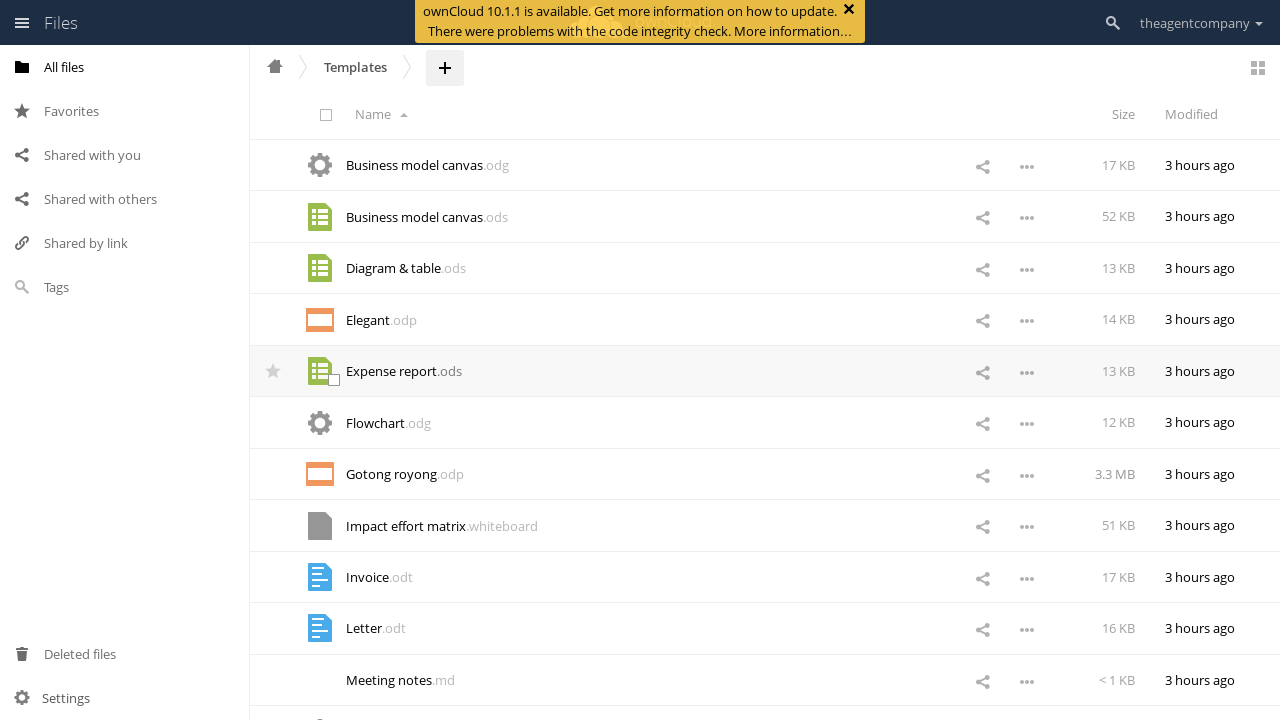 Files
ownCloud 10.1.1 is available. Get more information on how to update.
There were problems with the code integrity check. More information…
theagentcompany
All files
Favorites
Shared with you
Shared with others
Shared by link
Tags
Deleted files
Settings
Templates
Name Size Modified
Business model canvas.odg 17 KB 3 hours ago
Business model canvas.ods 52 KB 3 hours ago
Diagram & table.ods 13 KB 3 hours ago
Elegant.odp 14 KB 3 hours ago
Expense report.ods 13 KB 3 hours ago
Flowchart.odg 12 KB 3 hours ago
Gotong royong.odp 3.3 MB 3 hours ago
Impact effort matrix.whiteboard 51 KB 3 hours ago
Invoice.odt 17 KB 3 hours ago
Letter.odt 16 KB 3 hours ago
Meeting notes.md < 1 KB 3 hours ago